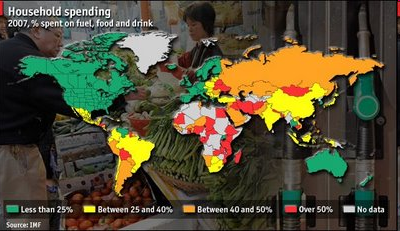 Household spending
2007, % spent on fuel, food and drink
Less than 25%
Between 25 and 40%
Between 40 and 50%
Over 50%
No data
Source: IMF